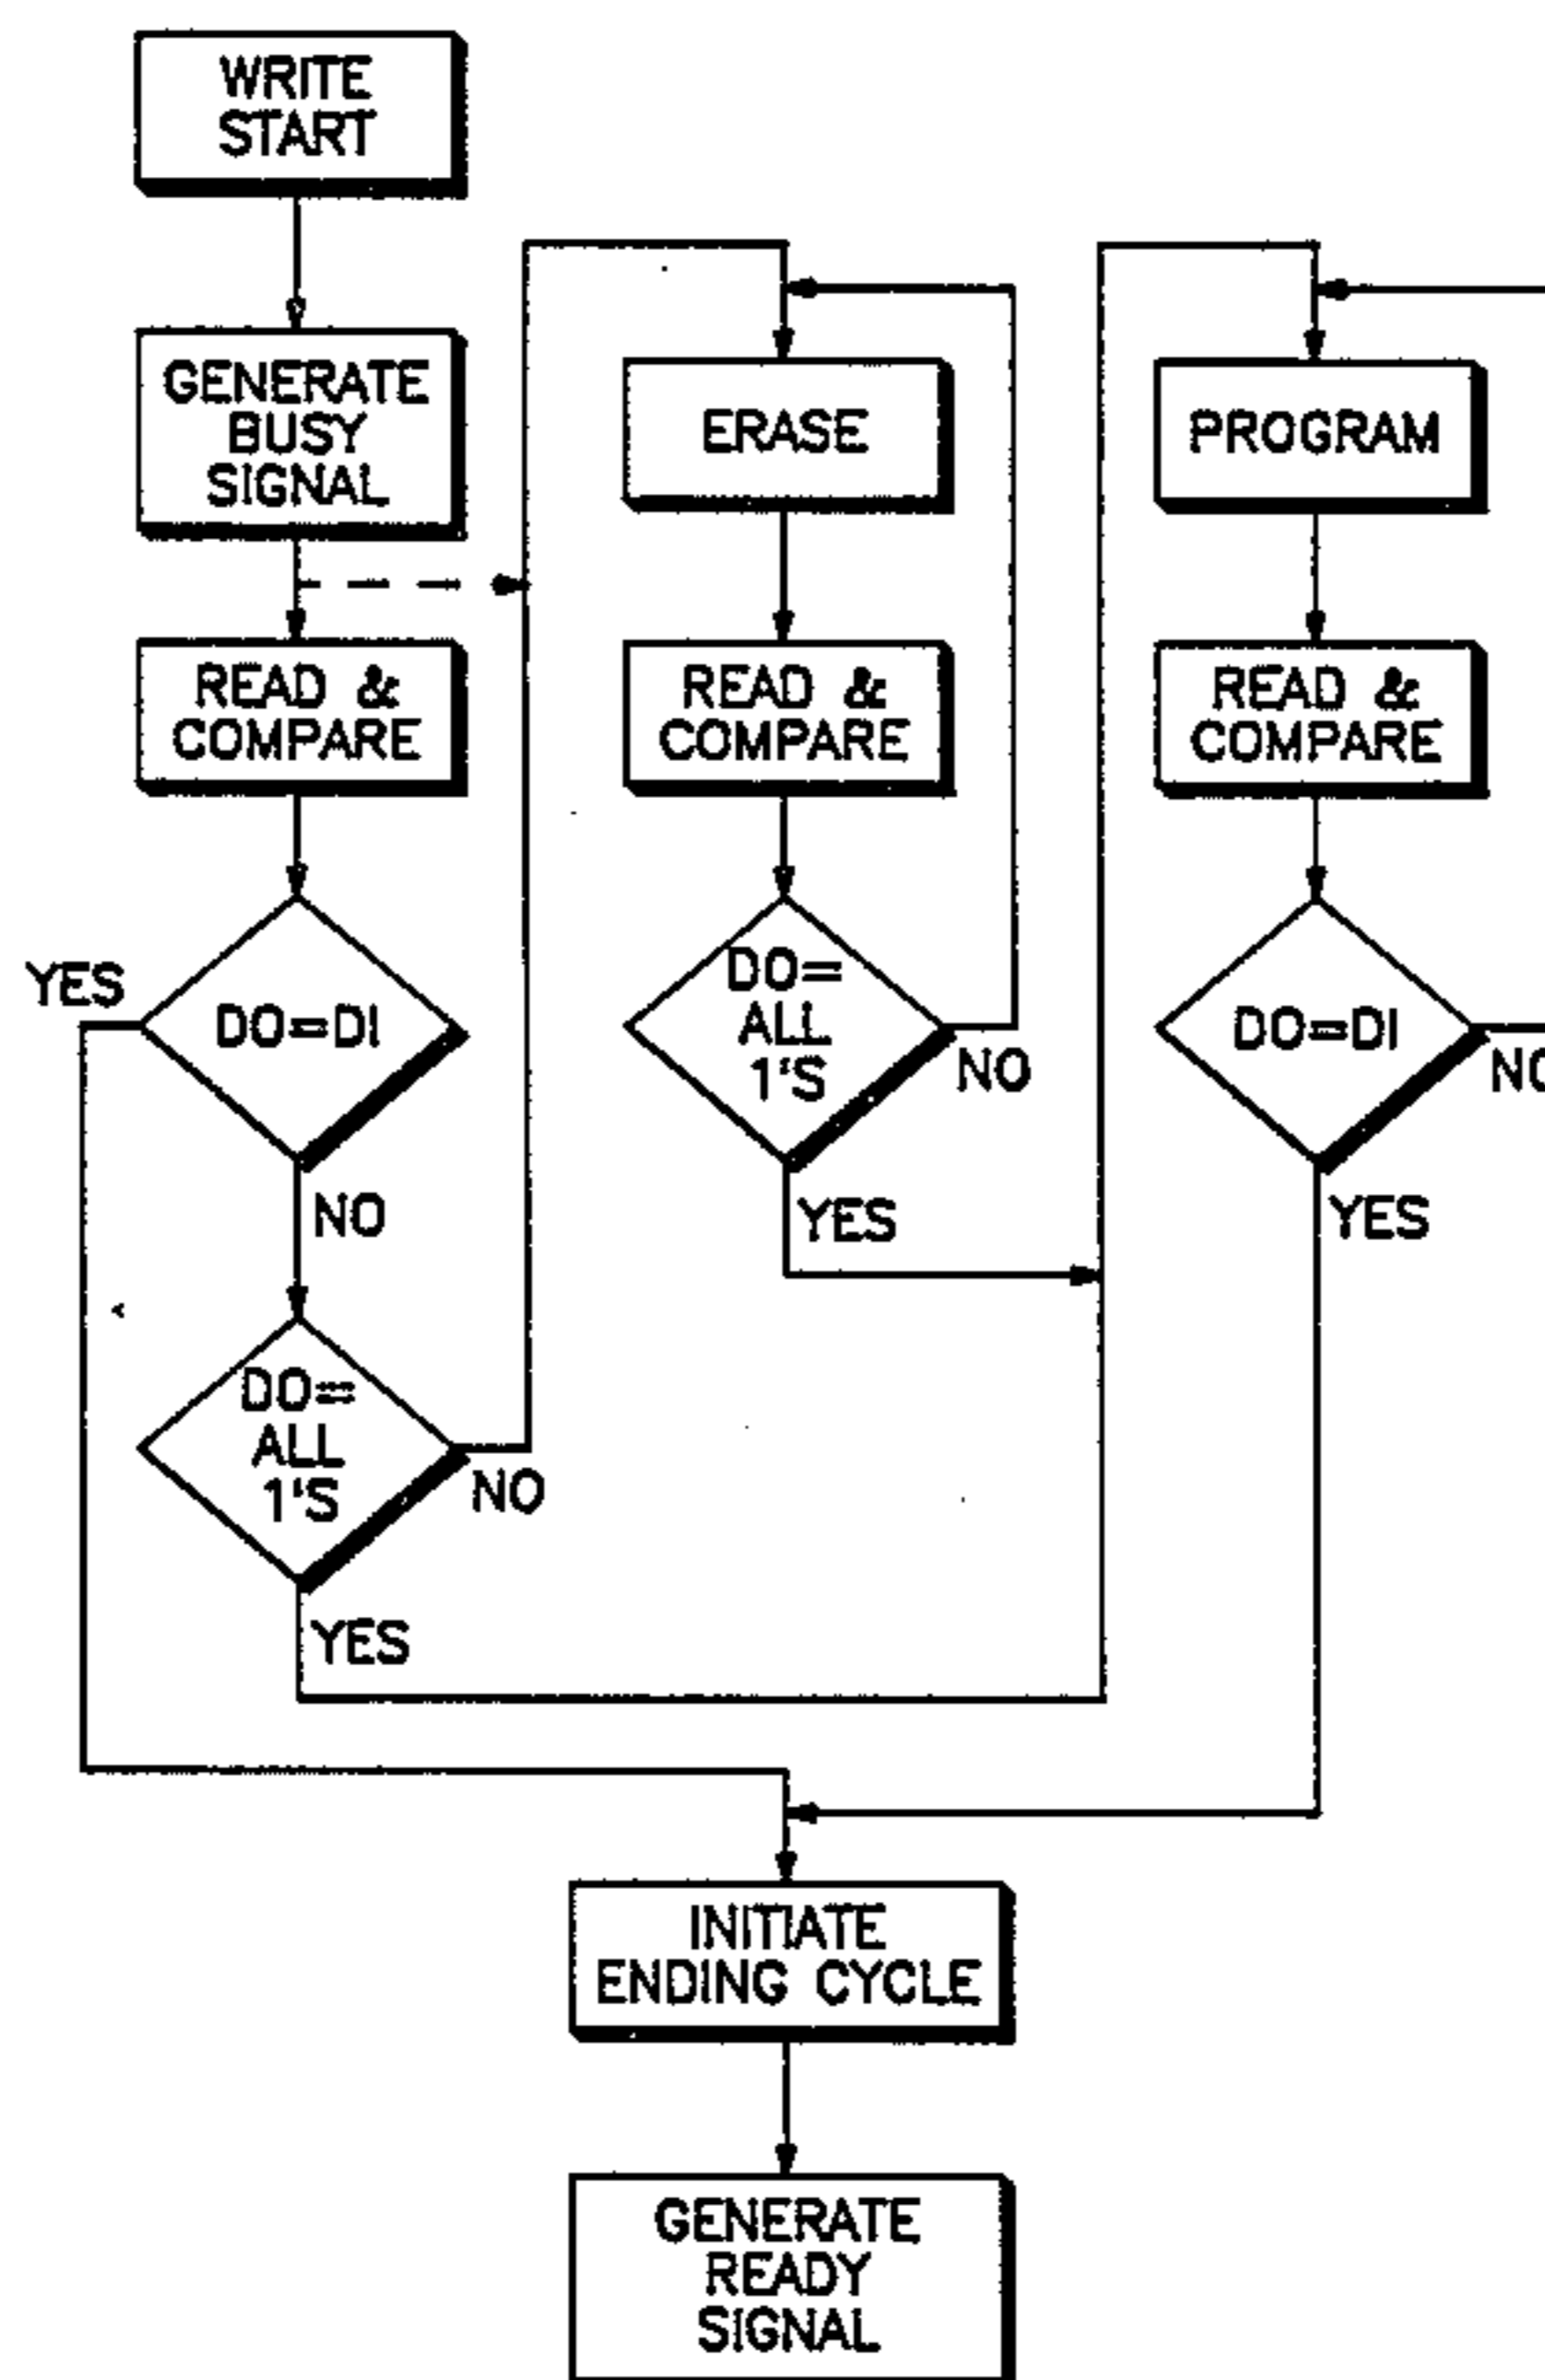 WRITE
START
GENERATE
BUSY
SIGNAL
READ &
COMPARE
YES
DO=DI
NO
DO=
ALL
1'S
NO
YES
ERASE
READ &
COMPARE
DO=
ALL
1'S
NO
YES
PROGRAM
READ &
COMPARE
DO=DI
NO
YES
INITIATE
ENDING CYCLE
GENERATE
READY
SIGNAL